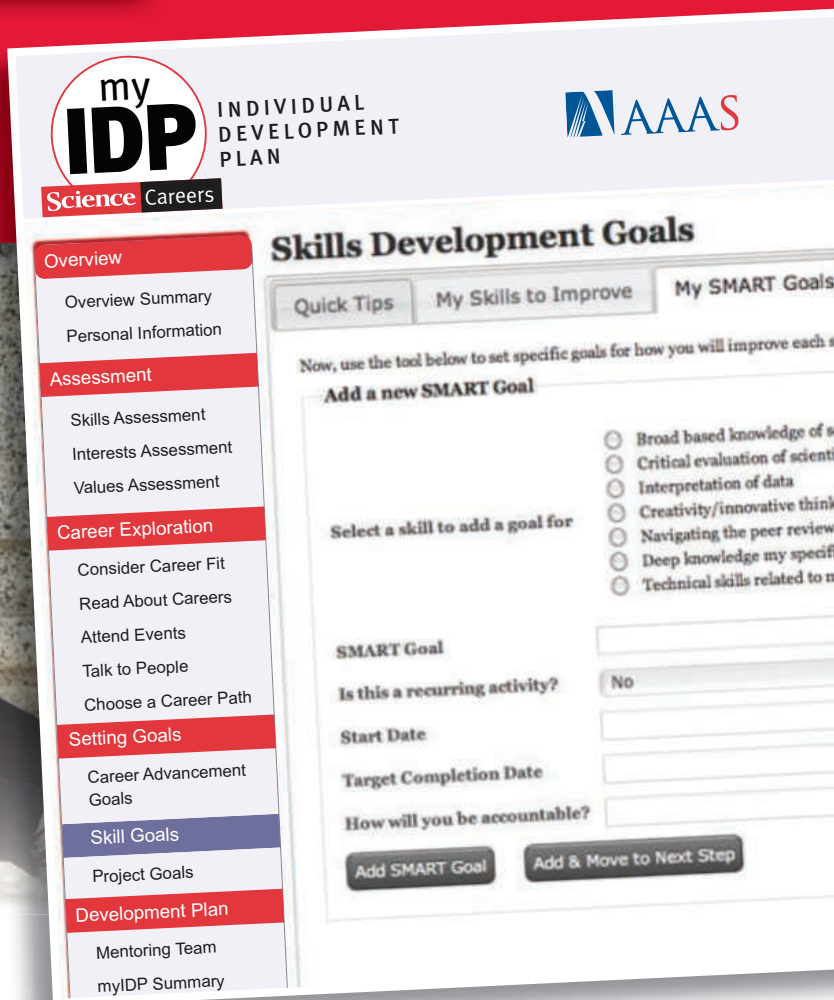 my
IDP
INDIVIDUAL
DEVELOPMENT
PLAN
Science Careers
AAAS
Overview
Overview Summary
Personal Information
Assessment
Skills Assessment
Interests Assessment
Values Assessment
Career Exploration
Consider Career Fit
Read About Careers
Attend Events
Talk to People
Choose a Career Path
Setting Goals
Career Advancement
Goals
Skill Goals
Project Goals
Development Plan
Mentoring Team
myIDP Summary
Skills Development Goals
Quick Tips
My Skills to Improve
My SMART Goals
Now, use the tool below to set specific goals for how you will improve each
Add a new SMART Goal
Select a skill to add a goal for
Broad based knowledge of
Critical evaluation of
Interpretation of data
Creativity/innovative
Navigating the peer review
Deep knowledge my
Technical skills related to
SMART Goal
Is this a recurring activity?
No
Start Date
Target Completion Date
How will you be accountable?
Add SMART Goal
Add & Move to Next Step